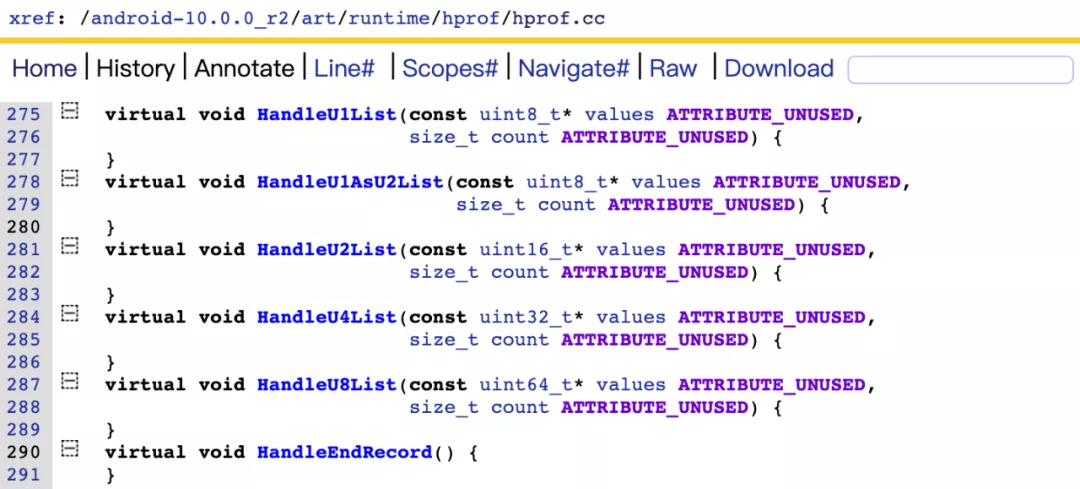 xref: /android-10.0.0_r2/art/runtime/hprof/hprof.cc
Home | History | Annotate | Line# | Scopes# | Navigate# | Raw | Download
275 virtual void HandleU1List(const uint8_t* values ATTRIBUTE_UNUSED,
276 size_t count ATTRIBUTE_UNUSED) {
277 }
278 virtual void HandleU1AsU2List(const uint8_t* values ATTRIBUTE_UNUSED,
279 size_t count ATTRIBUTE_UNUSED) {
280 }
281 virtual void HandleU2List(const uint16_t* values ATTRIBUTE_UNUSED,
282 size_t count ATTRIBUTE_UNUSED) {
283 }
284 virtual void HandleU4List(const uint32_t* values ATTRIBUTE_UNUSED,
285 size_t count ATTRIBUTE_UNUSED) {
286 }
287 virtual void HandleU8List(const uint64_t* values ATTRIBUTE_UNUSED,
288 size_t count ATTRIBUTE_UNUSED) {
289 }
290 virtual void HandleEndRecord() {
291 }